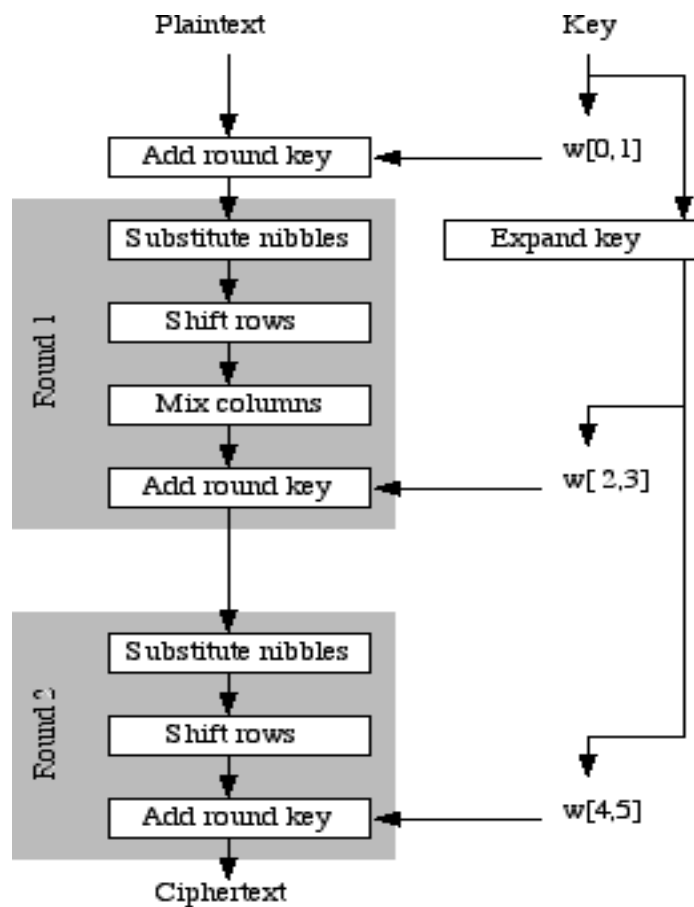 Plaintext
Key
Add round key
w[0,1]
Round 1
Substitute nibbles
Expand key
Shift rows
Mix columns
Add round key
w[ 2,3]
Round 2
Substitute nibbles
Shift rows
Add round key
w[4,5]
Ciphertext